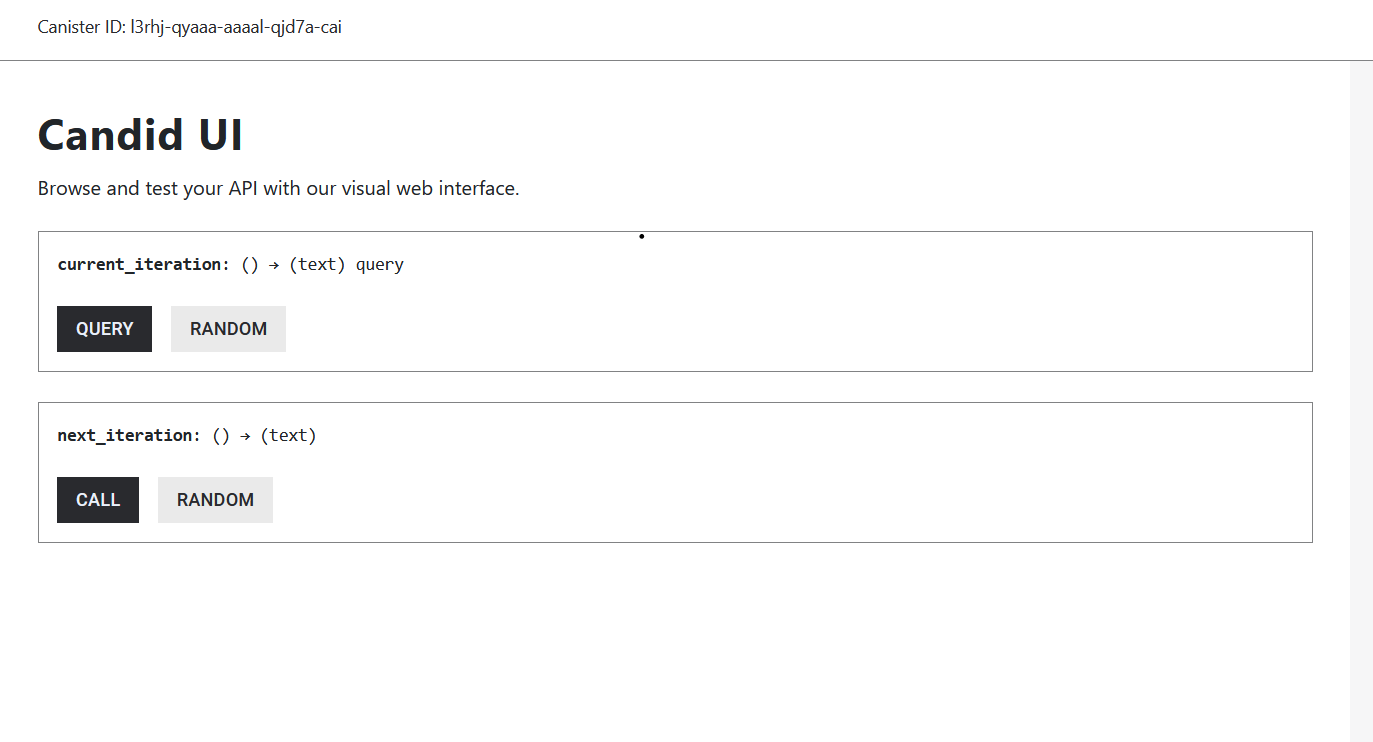 Canister ID: l3rhj-qyaaa-aaaal-qjd7a-cai
Candid UI
Browse and test your API with our visual web interface.
current_iteration: () → (text) query
QUERY RANDOM
next_iteration: () → (text)
CALL RANDOM